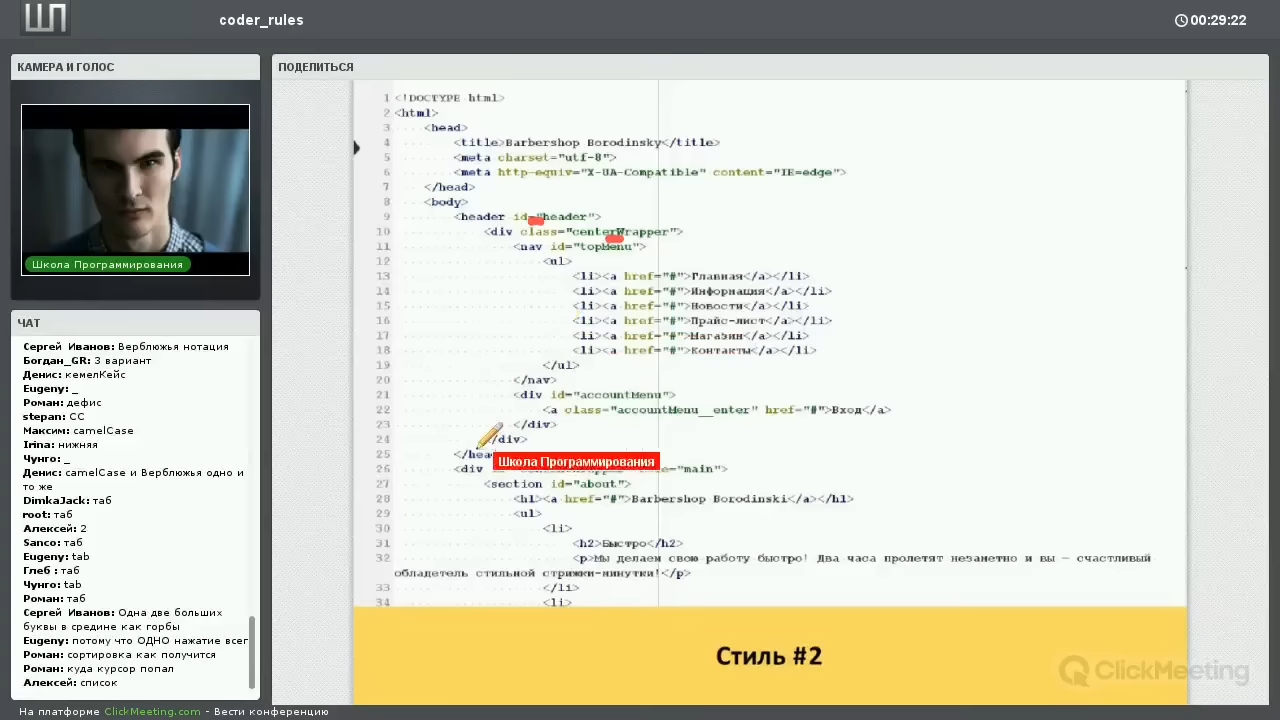 ШП
coder_rules
00:29:22
КАМЕРА И ГОЛОС
Школа Программирования
ЧАТ
Сергей Иванов: Верблюжья нотация
Богдан_GR: 3 вариант
Денис: кемелКейс
Eugeny: _
Роман: дефис
stepan: CC
Максим: camelCase
Irina: нижняя
Чунго: _
Денис: camelCase и Верблюжья одно и
то же
DimkaJack: таб
root: таб
Алексей: 2
Sanco: таб
Eugeny: tab
Глеб : таб
Чунго: tab
Роман: таб
Сергей Иванов: Одна две больших
буквы в средине как горбы
Eugeny: потому что ОДНО нажатие всег
Роман: сортировка как получится
Роман: куда курсор попал
Алексей: список
ПОДЕЛИТЬСЯ
1 <!DOCTYPE html>
2 <html>
3 <head>
4 <title>Barbershop Borodinsky</title>
5 <meta charset="utf-8">
6 <meta http-equiv="X-UA-Compatible" content="IE=edge">
7 </head>
8 <body>
9 <header id="header">
10 <div class="centerWrapper">
11 <nav id="topMenu">
12 <ul>
13 <li><a href="#">Главная</a></li>
14 <li><a href="#">Информация</a></li>
15 <li><a href="#">Новости</a></li>
16 <li><a href="#">Прайс-лист</a></li>
17 <li><a href="#">Магазин</a></li>
18 <li><a href="#">Контакты</a></li>
19 </ul>
20 </nav>
21 <div id="accountMenu">
22 <a class="accountMenu__enter" href="#">Вход</a>
23 </div>
24 /div>
25 </hea
Школа Программирования
26 <div ="main">
27 <section id="about">
28 <h1><a href="#">Barbershop Borodinski</a></h1>
29 <ul>
30 <li>
31 <h2>Быстро</h2>
32 <p>Мы делаем свою работу быстро! Два часа пролетят незаметно и вы — счастливый
обладетель стильной стрижки-минутки!</p>
33 </li>
34 <li>
Стиль #2
ClickMeeting
На платформе ClickMeeting.com - Вести конференцию